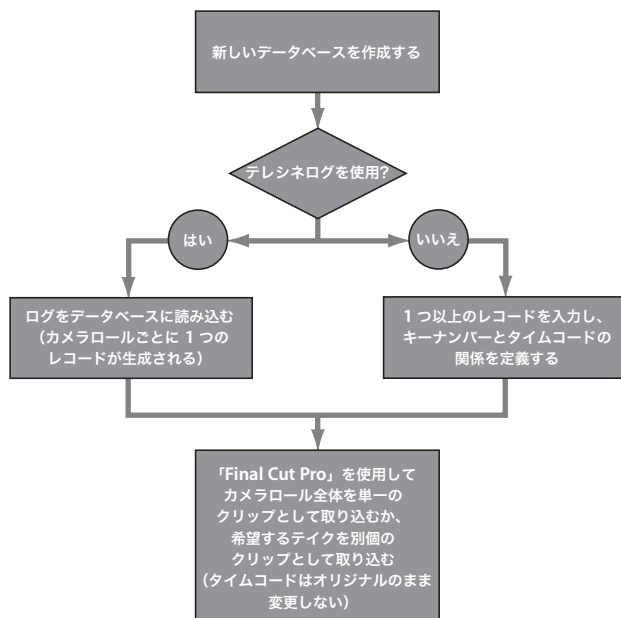 新しいデータベースを作成する
テレシネログを使用?
はい
いいえ
ログをデータベースに読み込む
（カメラロールごとに 1 つの
レコードが生成される）
1 つ以上のレコードを入力し、
キーナンバーとタイムコードの
関係を定義する
「Final Cut Pro」を使用して
カメラロール全体を単一の
クリップとして取り込むか、
希望するテイクを別個の
クリップとして取り込む
（タイムコードはオリジナルのまま
変更しない）